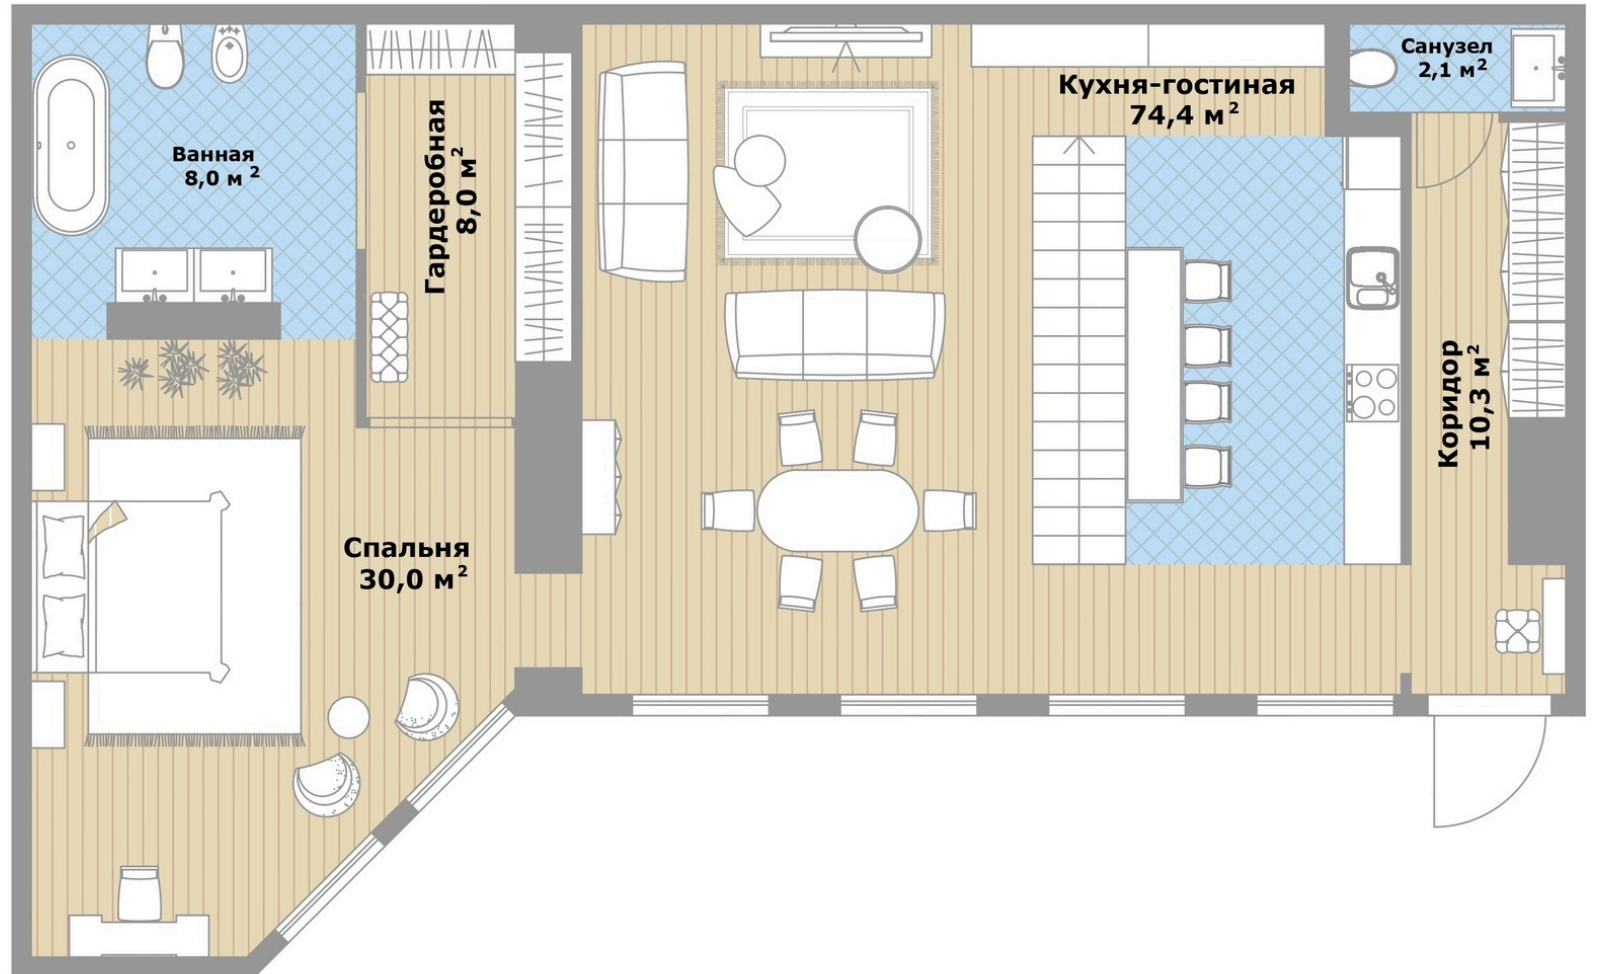 Ванная
8,0 м²
Гардеробная
8,0 м²
Кухня-гостиная
74,4 м²
Санузел
2,1 м²
Коридор
10,3 м²
Спальня
30,0 м²